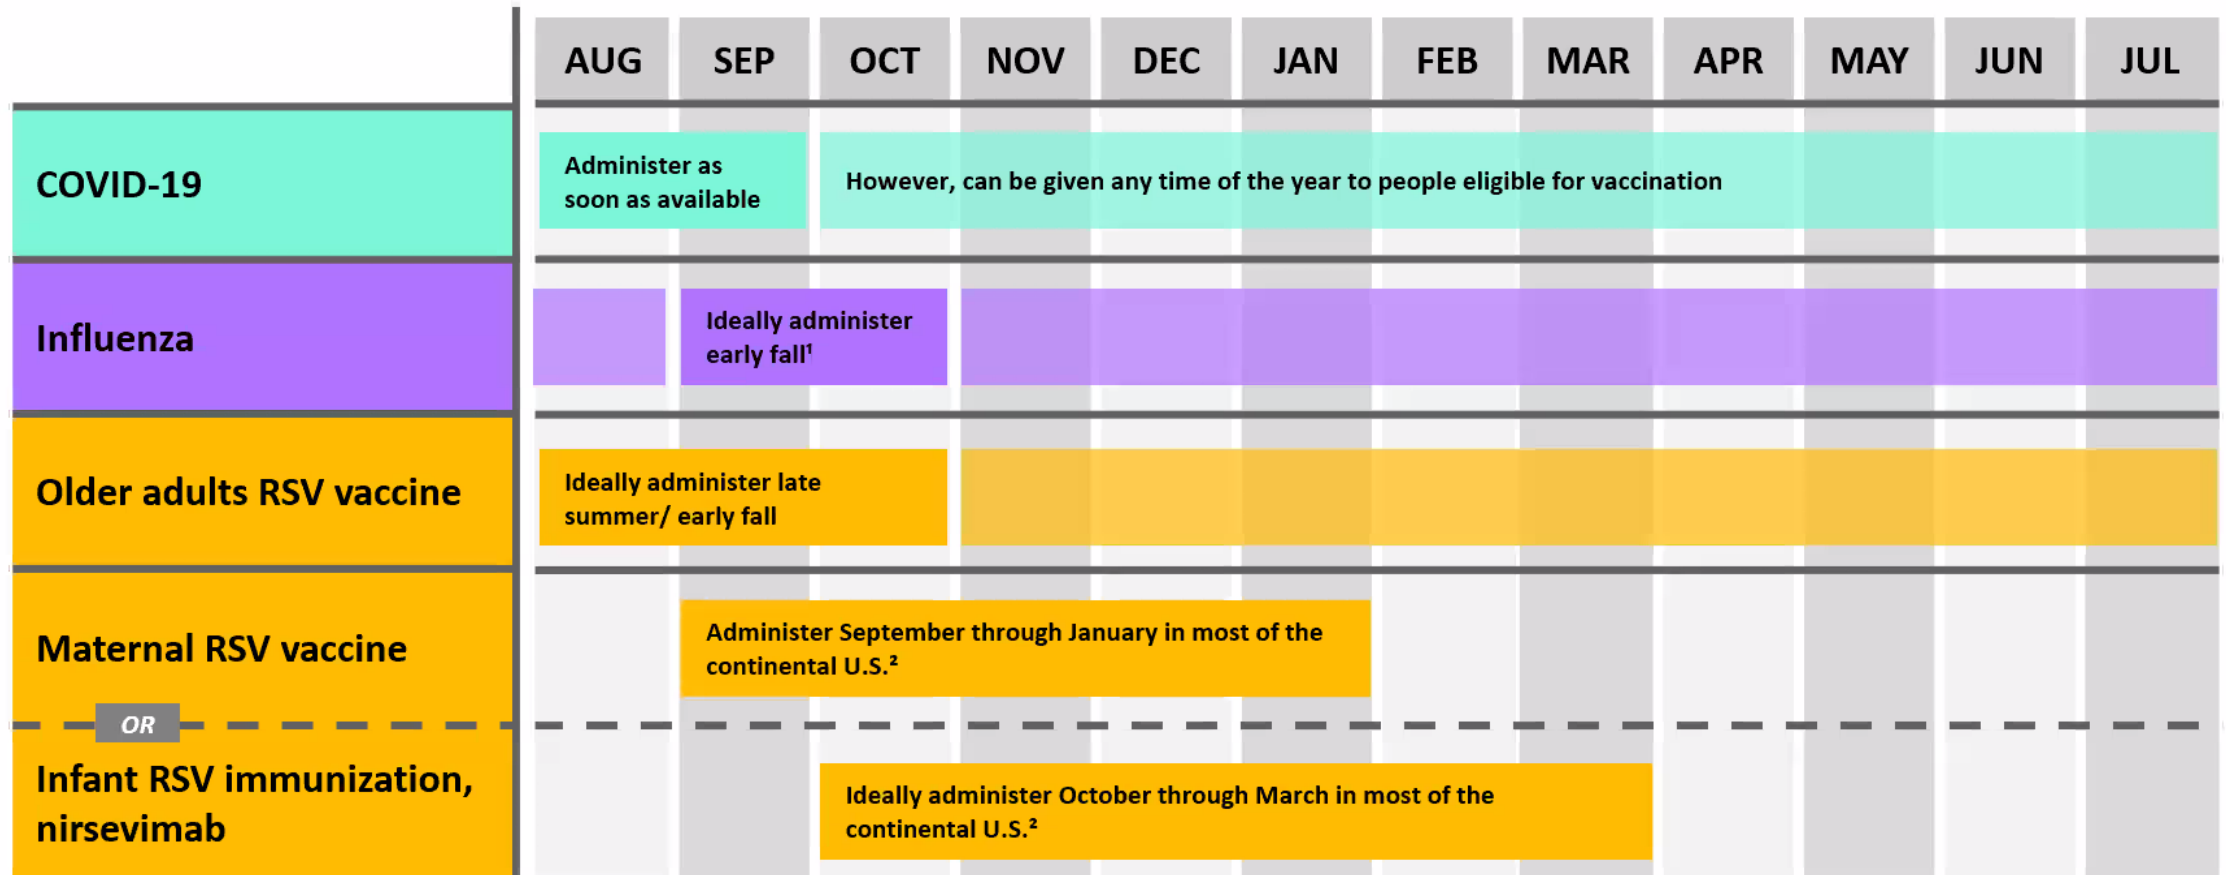 AUG SEP OCT NOV DEC JAN FEB MAR APR MAY JUN JUL
COVID-19
Administer as
soon as available
However, can be given any time of the year to people eligible for vaccination
Influenza
Ideally administer
early fall¹
Older adults RSV vaccine
Ideally administer late
summer/ early fall
Maternal RSV vaccine
Administer September through January in most of the
continental U.S.²
OR
Infant RSV immunization,
nirsevimab
Ideally administer October through March in most of the
continental U.S.²